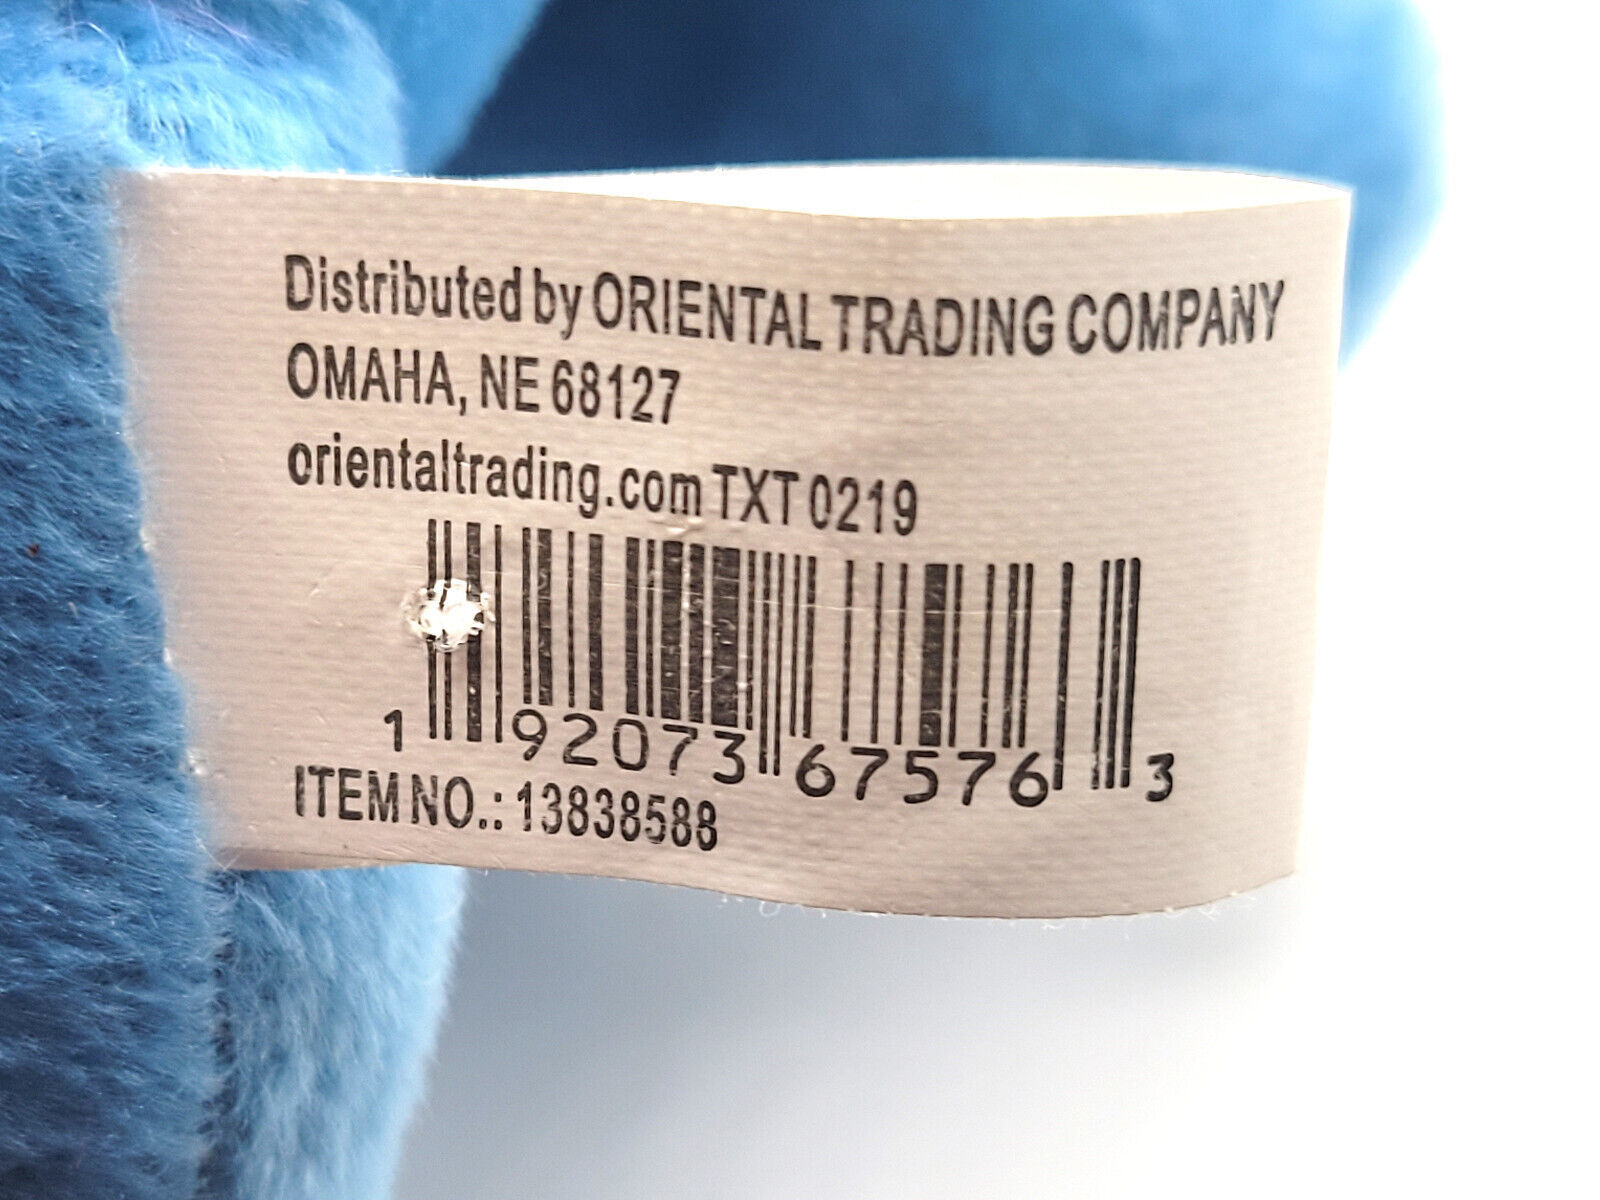 Distributed by ORIENTAL TRADING COMPANY
OMAHA, NE 68127
orientaltrading.com TXT 0219
1 92073 67576 3
ITEM NO.: 13838588